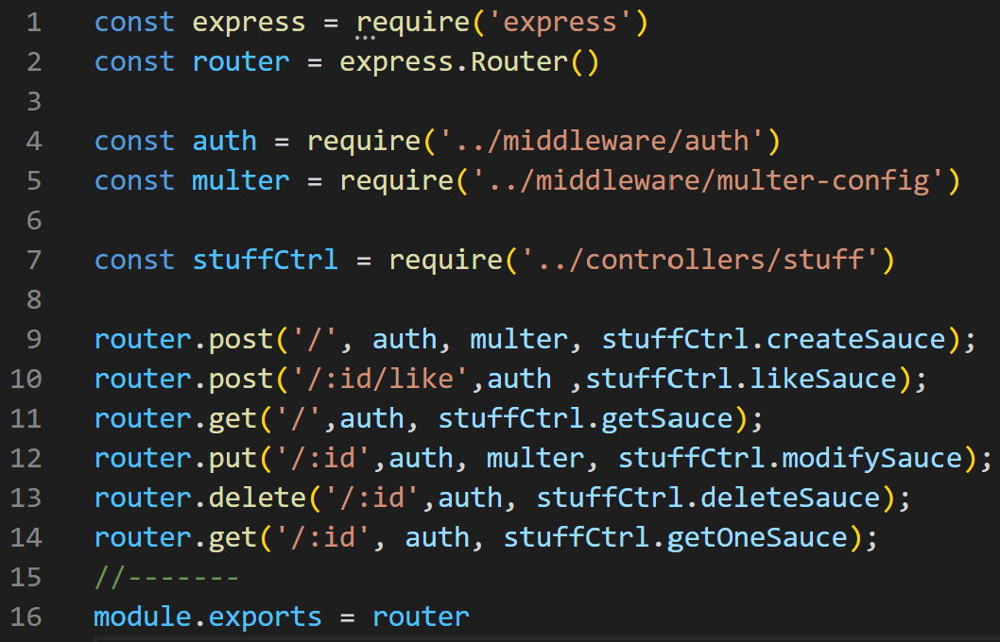 1 const express = require('express')
2 const router = express.Router()
3
4 const auth = require('../middleware/auth')
5 const multer = require('../middleware/multer-config')
6
7 const stuffCtrl = require('../controllers/stuff')
8
9 router.post('/', auth, multer, stuffCtrl.createSauce);
10 router.post('/:id/like',auth ,stuffCtrl.likeSauce);
11 router.get('/',auth, stuffCtrl.getSauce);
12 router.put('/:id',auth, multer, stuffCtrl.modifySauce);
13 router.delete('/:id',auth, stuffCtrl.deleteSauce);
14 router.get('/:id', auth, stuffCtrl.getOneSauce);
15 //-------
16 module.exports = router